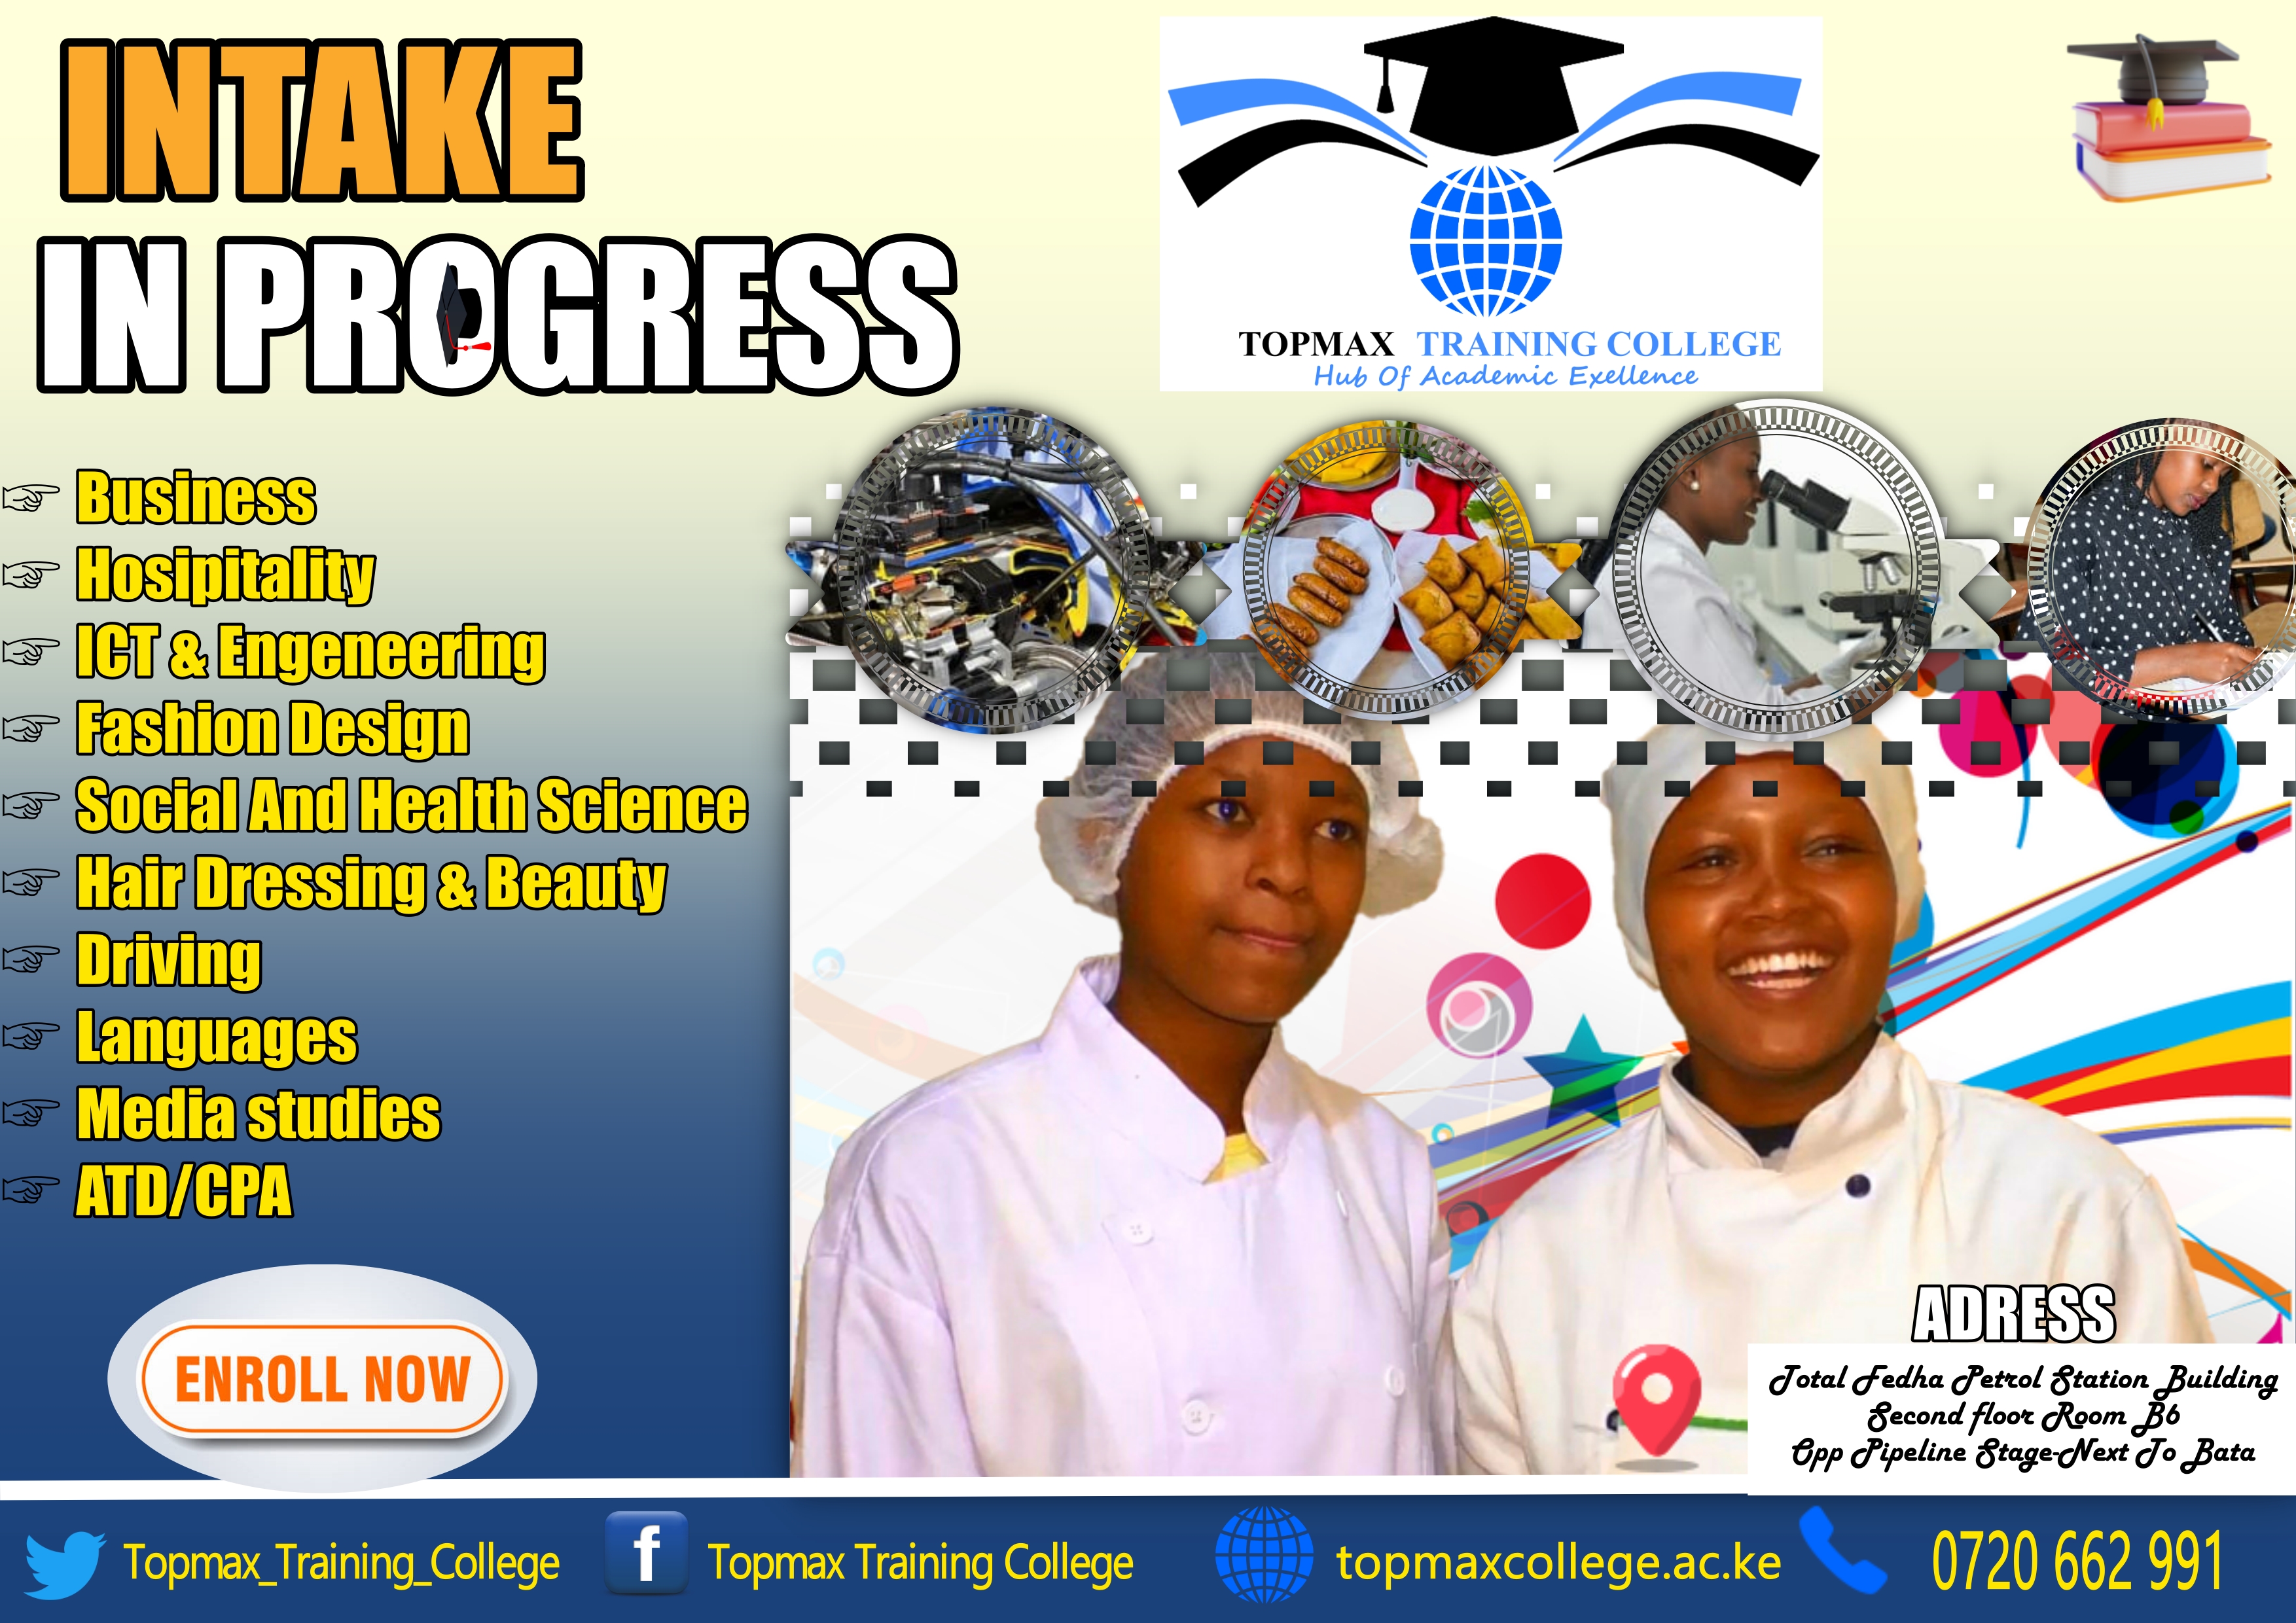 INTAKE
IN PROGRESS
TOPMAX TRAINING COLLEGE
Hub Of Academic Exellence
Business
Hosipitality
ICT & Engeneering
Fashion Design
Social And Health Science
Hair Dressing & Beauty
Driving
Languages
Media studies
ATD/CPA
ENROLL NOW
ADRESS
Total Fedha Petrol Station Building
Second floor Room B6
Opp Pipeline Stage-Next To Bata
Topmax_Training_College
f Topmax Training College
topmaxcollege.ac.ke
0720 662 991